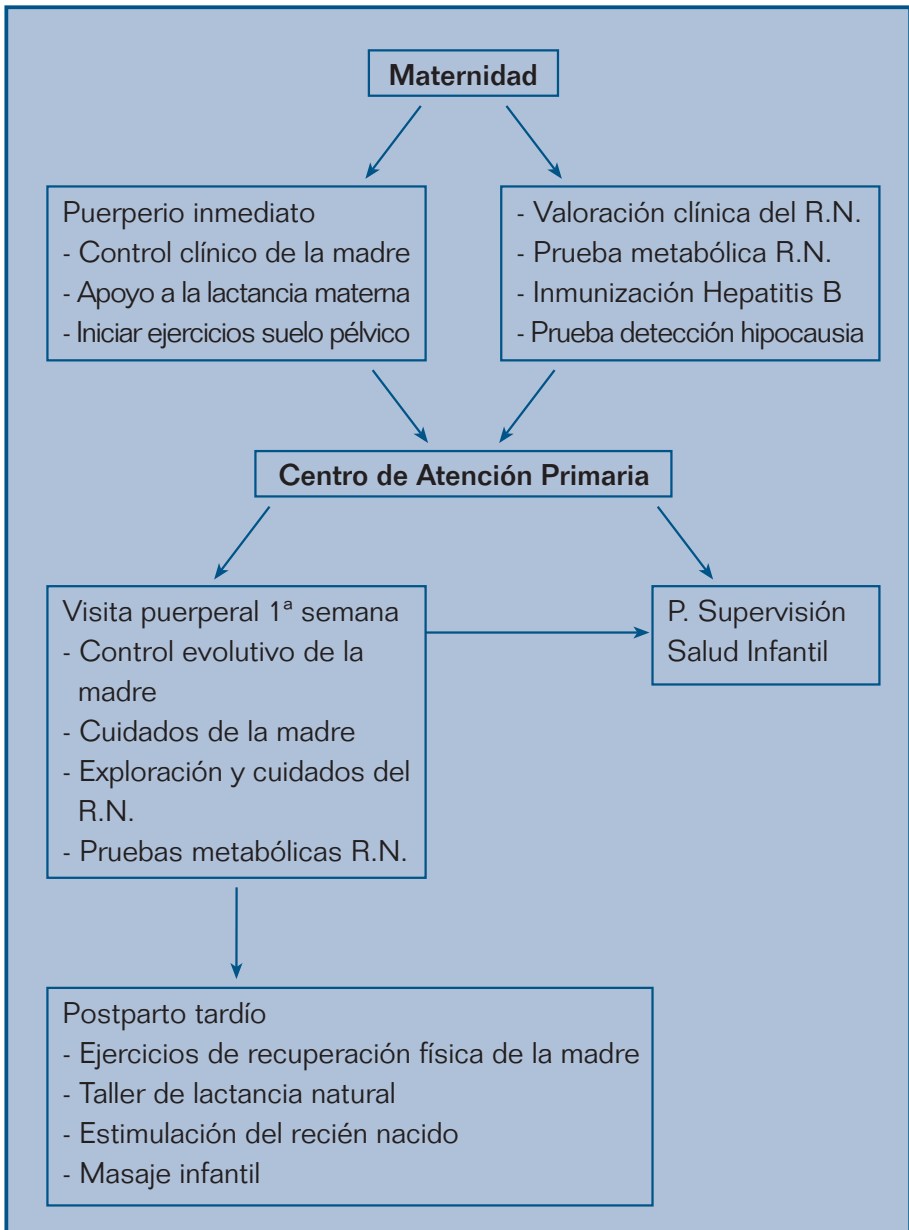 Maternidad
Puerperio inmediato
- Control clínico de la madre
- Apoyo a la lactancia materna
- Iniciar ejercicios suelo pélvico
- Valoración clínica del R.N.
- Prueba metabólica R.N.
- Inmunización Hepatitis B
- Prueba detección hipocausia
Centro de Atención Primaria
Visita puerperal 1ª semana
- Control evolutivo de la
madre
- Cuidados de la madre
- Exploración y cuidados del
R.N.
- Pruebas metabólicas R.N.
P. Supervisión
Salud Infantil
Postparto tardío
- Ejercicios de recuperación física de la madre
- Taller de lactancia natural
- Estimulación del recién nacido
- Masaje infantil